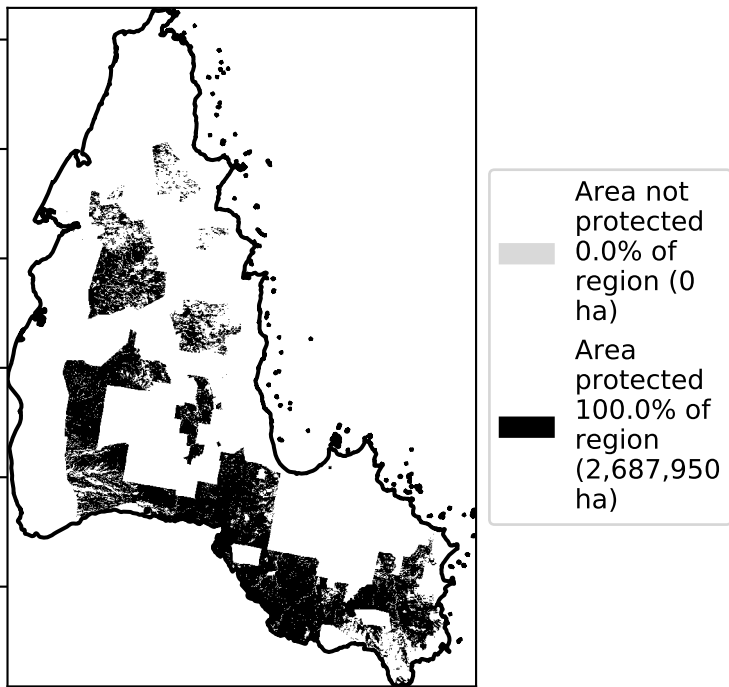 Area not
protected
0.0% of
region (0
ha)
Area
protected
100.0% of
region
(2,687,950
ha)